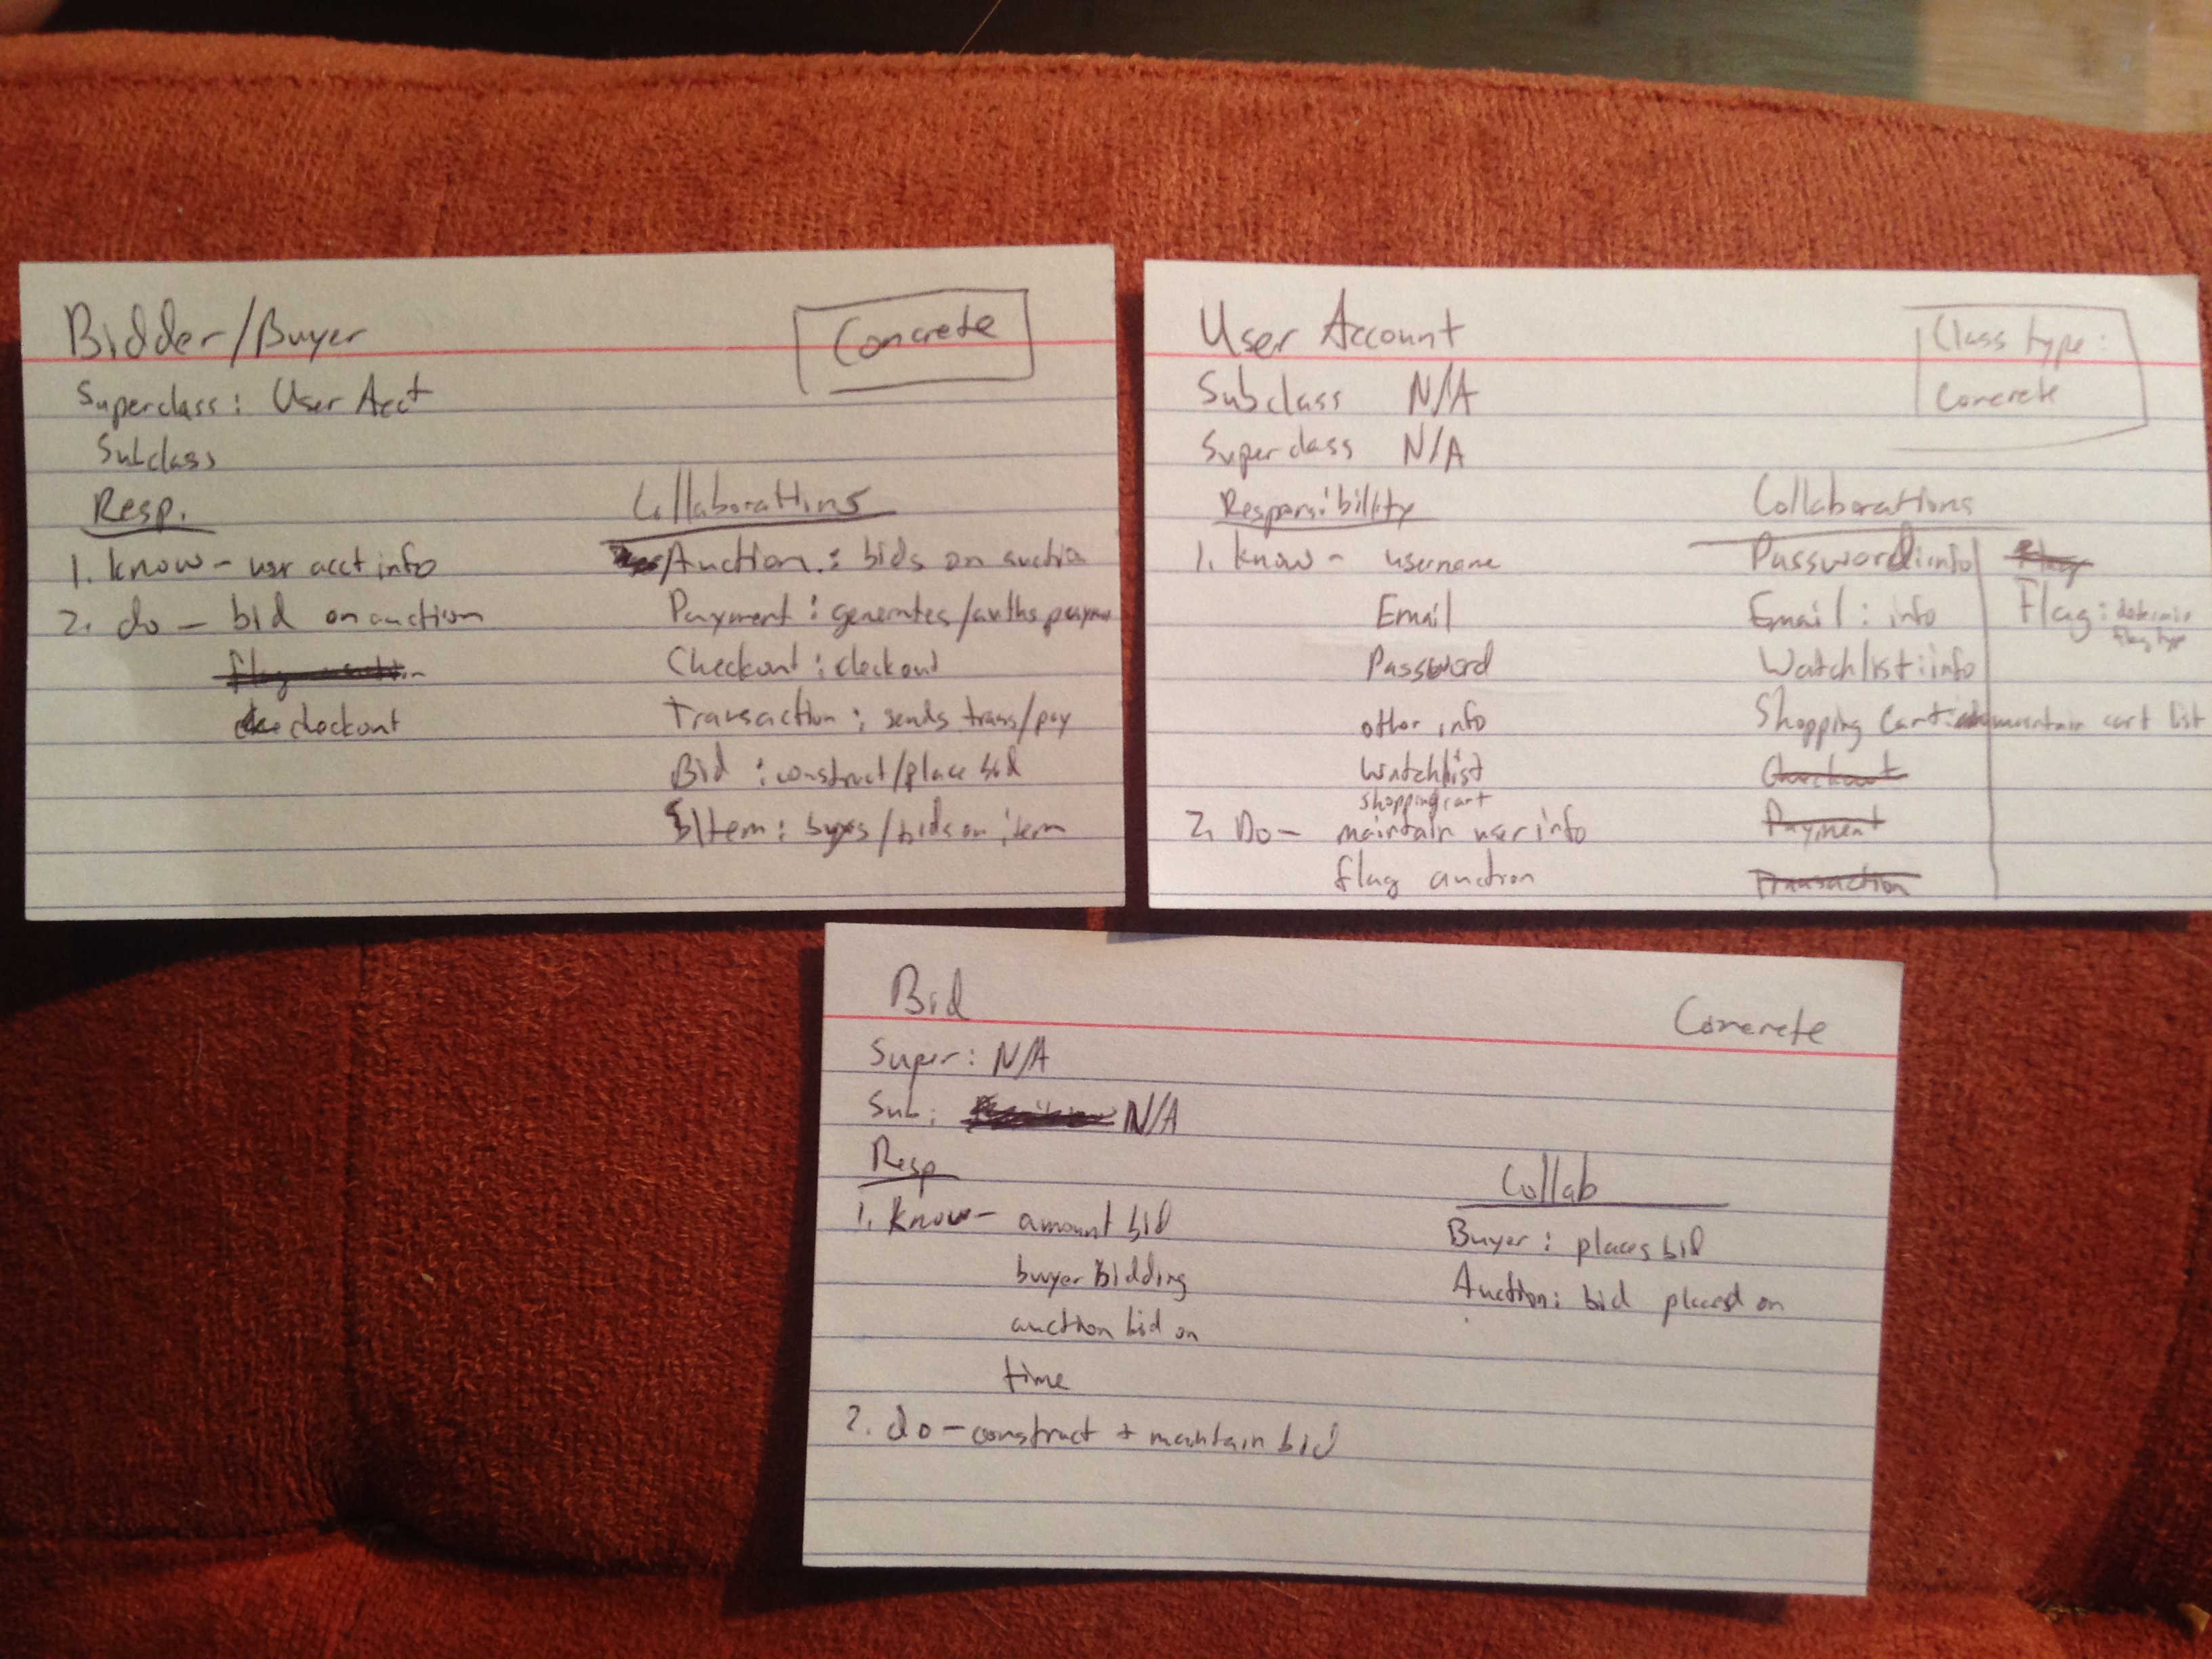 Bidder/Buyer
Concrete
Superclass: User Acct
Subclass
Resp.
Collaborations
1. know - user acct info
Auction: bids on auction
2. do - bid on auction
Payment: generates/auths payme
Checkout: checkout
checkout
Transaction: sends trans/pay
Bid: construct/place bid
Item: buys/bids on item
User Account
Class type:
Concrete
Subclass N/A
Superclass N/A
Responsibility
Collaborations
1. know - username
Password: info
Flag
Email
Email: info
Flag: determine
flag type
Password
Watchlist: info
other info
Shopping Cart: maintain cart list
Watchlist
Checkout
shopping cart
2. Do - maintain user info
Payment
flag auction
Transaction
Bid
Concrete
Super: N/A
Sub: N/A
Resp
Collab
1. Know - amount bid
Buyer: places bid
buyer bidding
Auction: bid placed on
auction bid on
time
2. do - construct + maintain bid